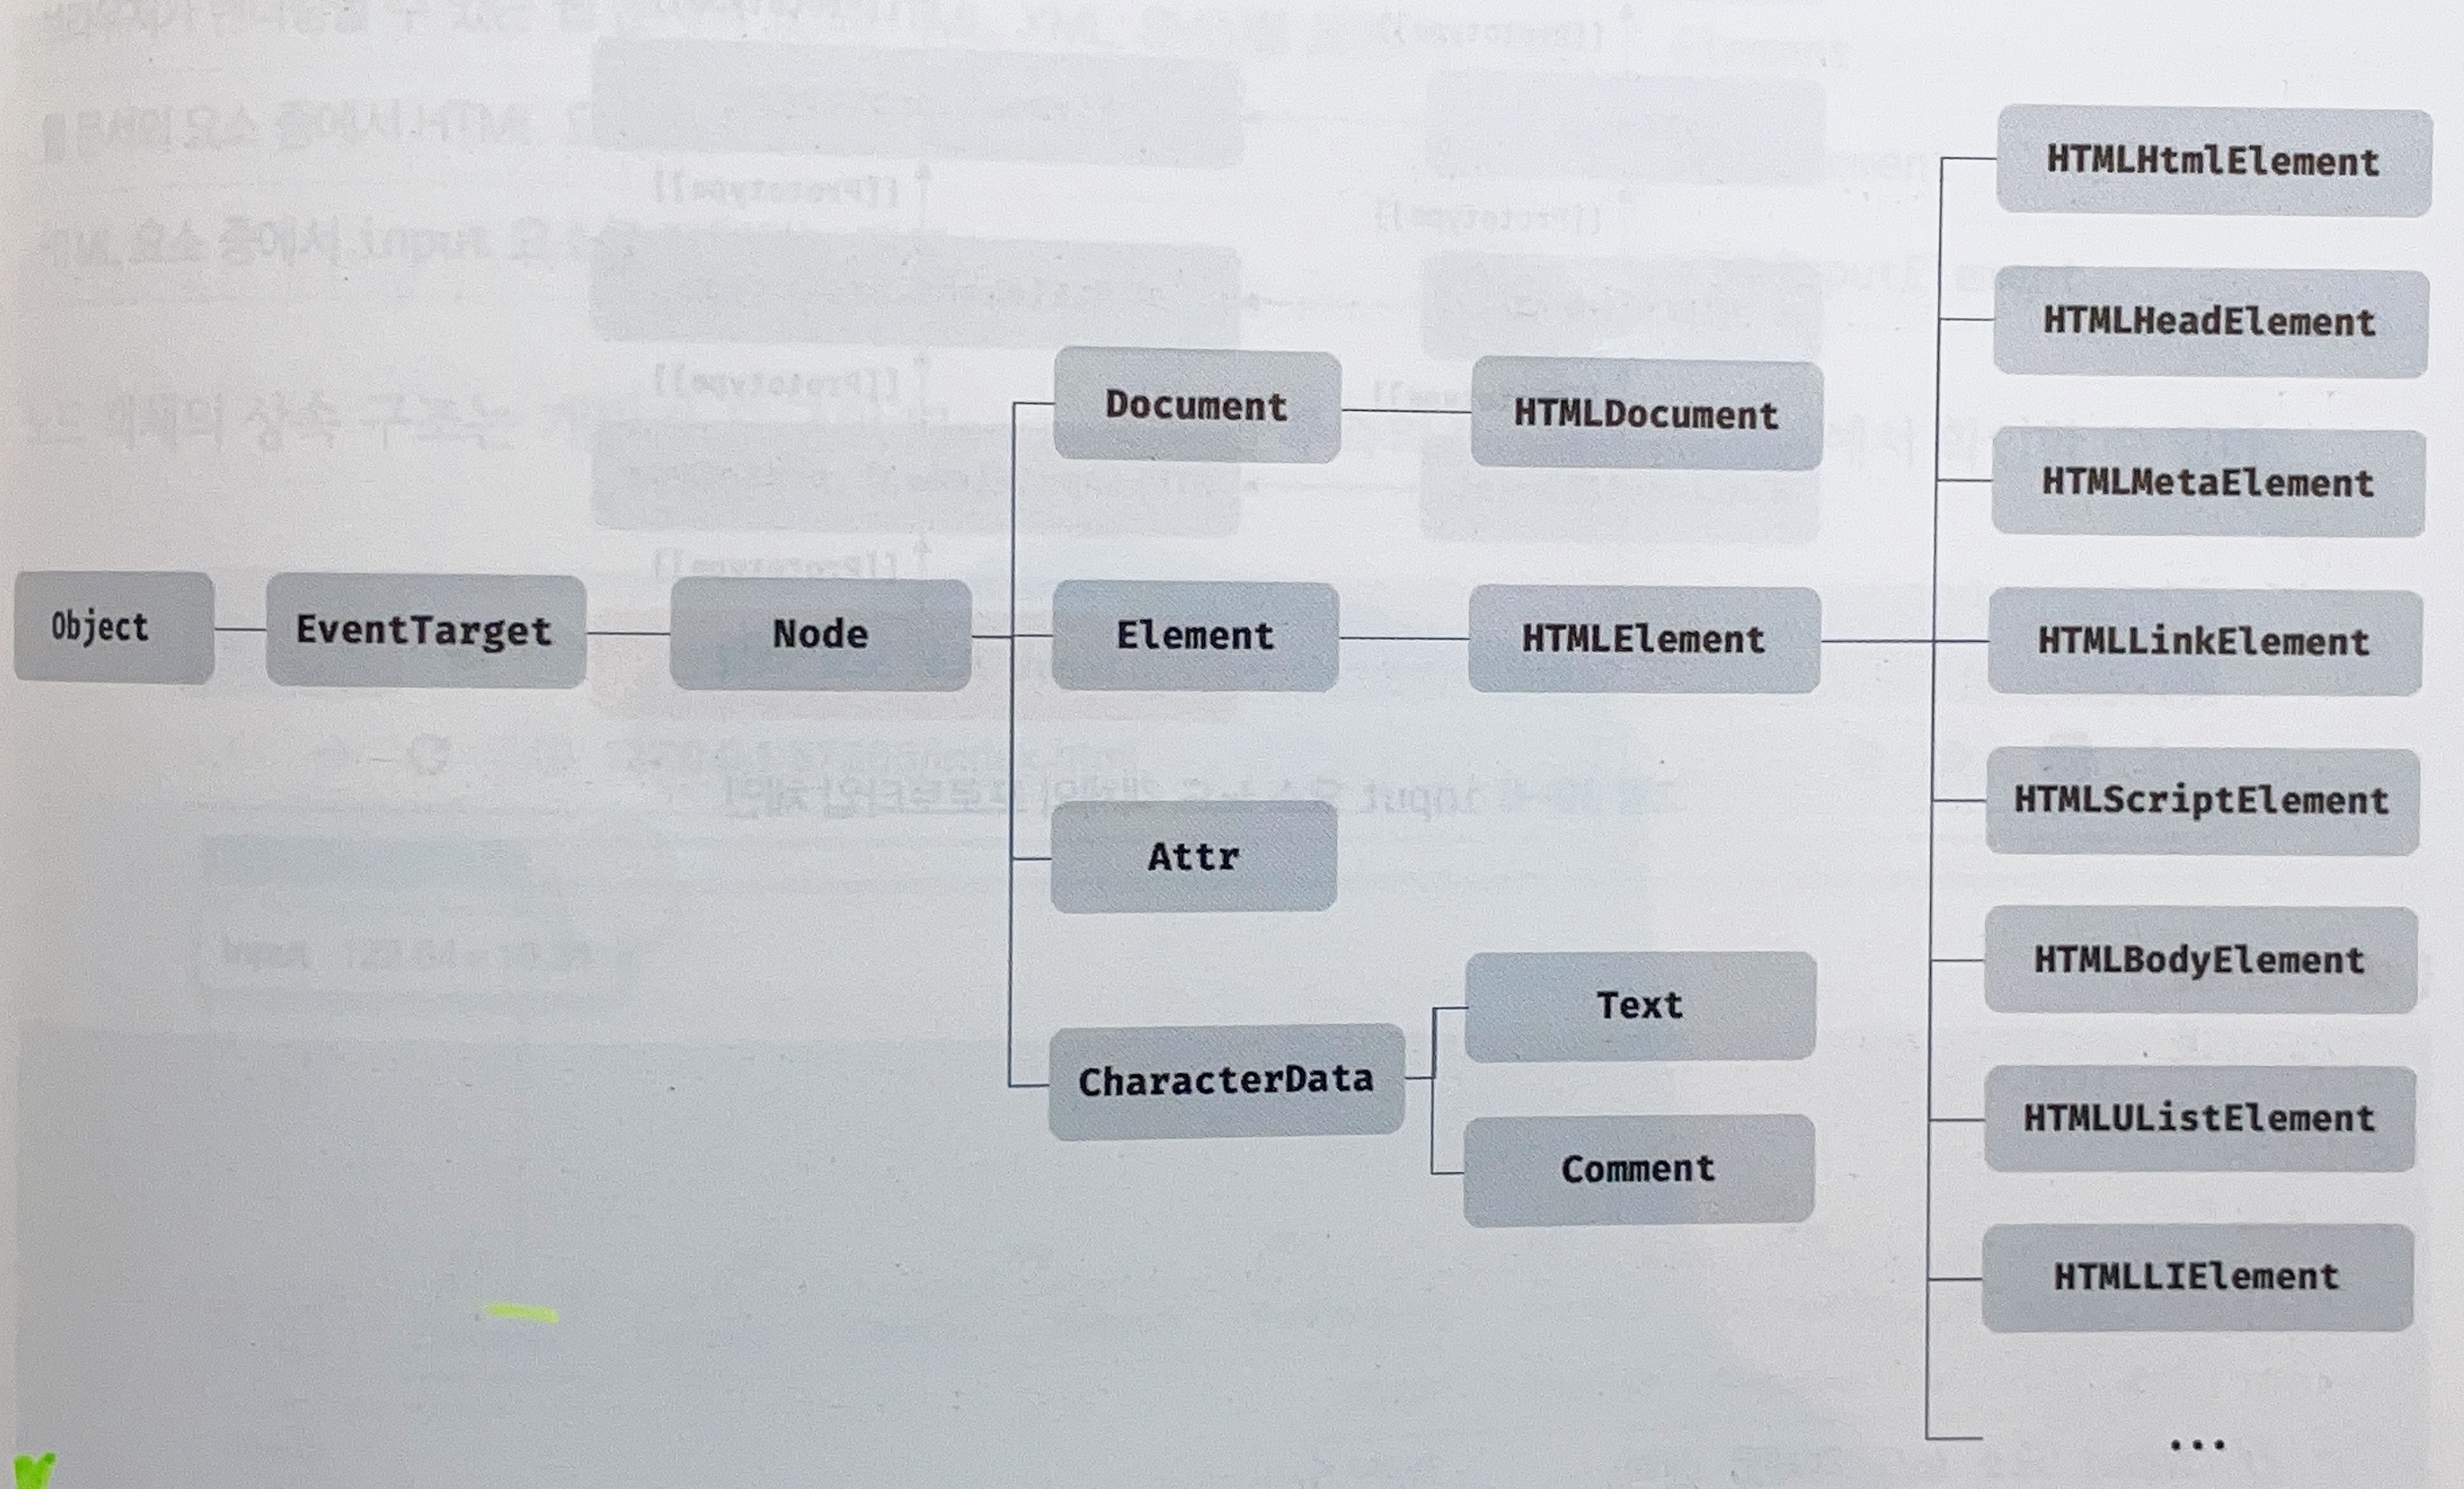 Object
EventTarget
Node
Document
HTMLDocument
Element
HTMLElement
Attr
CharacterData
Text
Comment
HTMLHtmlElement
HTMLHeadElement
HTMLMetaElement
HTMLLinkElement
HTMLScriptElement
HTMLBodyElement
HTMLUListElement
HTMLLIElement
...